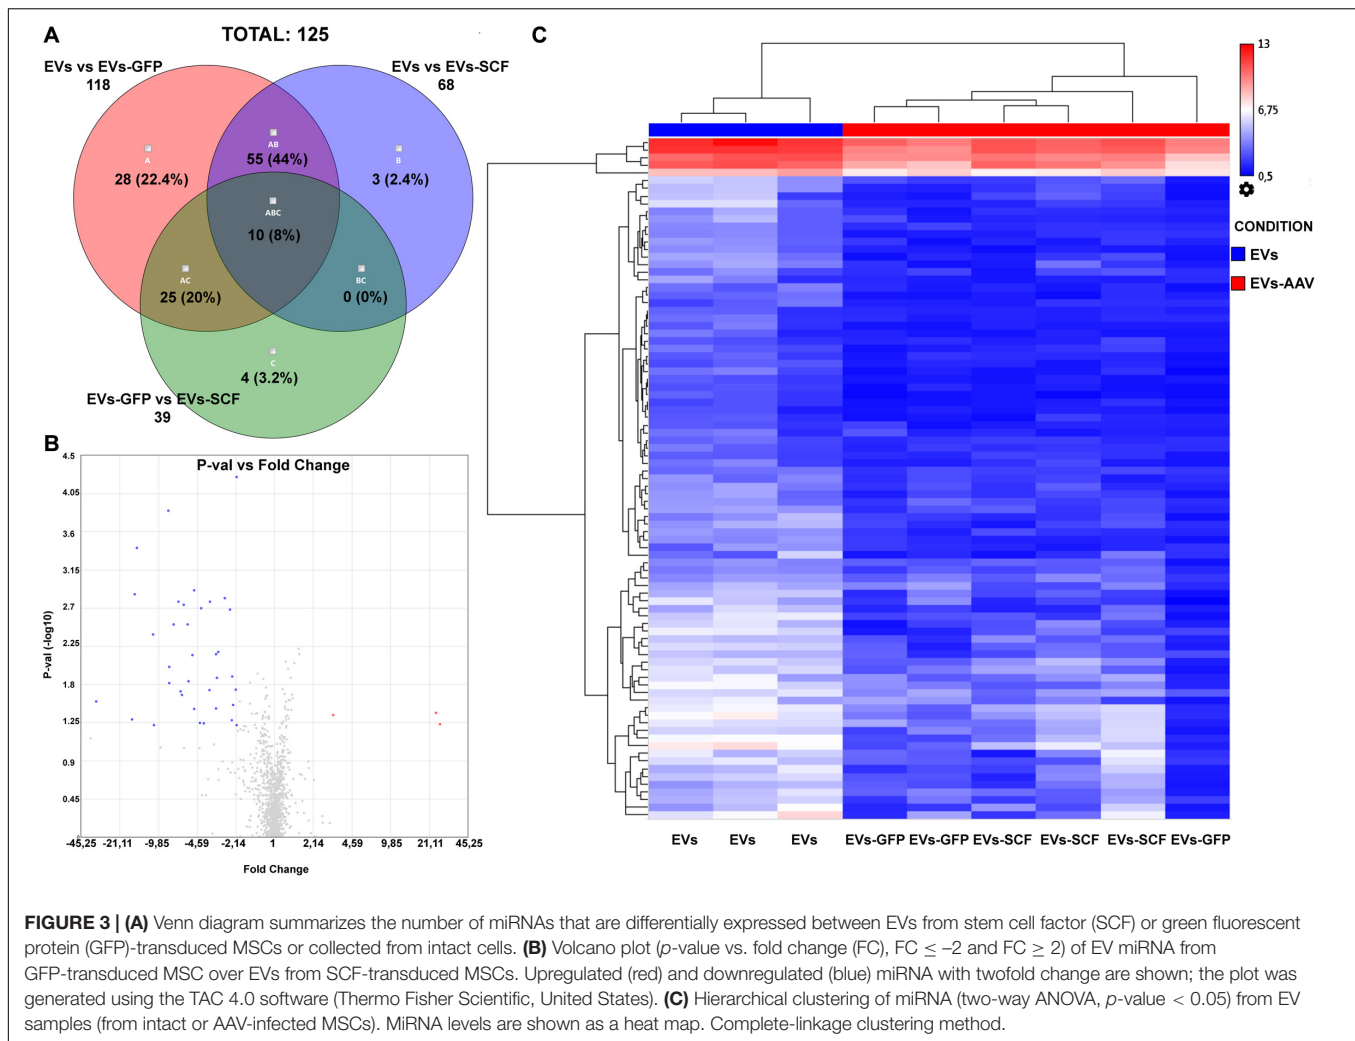 A
TOTAL: 125
EVs vs EVs-GFP
118
EVs vs EVs-SCF
68
AB
55 (44%)
A
28 (22.4%)
B
3 (2.4%)
ABC
10 (8%)
AC
25 (20%)
BC
0 (0%)
C
4 (3.2%)
EVs-GFP vs EVs-SCF
39
B
P-val vs Fold Change
4.5
4.05
3.6
3.15
2.7
2.25
1.8
1.25
0.9
0.45
P-val (-log10)
-45,25 -21,11 -9,85 -4,59 -2,14 1 2,14 4,59 9,85 21,11 45,25
Fold Change
C
13
6,75
0,5
CONDITION
EVs
EVs-AAV
EVs EVs EVs EVs-GFP EVs-GFP EVs-SCF EVs-SCF EVs-SCF EVs-GFP
FIGURE 3 | (A) Venn diagram summarizes the number of miRNAs that are differentially expressed between EVs from stem cell factor (SCF) or green fluorescent
protein (GFP)-transduced MSCs or collected from intact cells. (B) Volcano plot (p-value vs. fold change (FC), FC ≤ –2 and FC ≥ 2) of EV miRNA from
GFP-transduced MSC over EVs from SCF-transduced MSCs. Upregulated (red) and downregulated (blue) miRNA with twofold change are shown; the plot was
generated using the TAC 4.0 software (Thermo Fisher Scientific, United States). (C) Hierarchical clustering of miRNA (two-way ANOVA, p-value < 0.05) from EV
samples (from intact or AAV-infected MSCs). MiRNA levels are shown as a heat map. Complete-linkage clustering method.